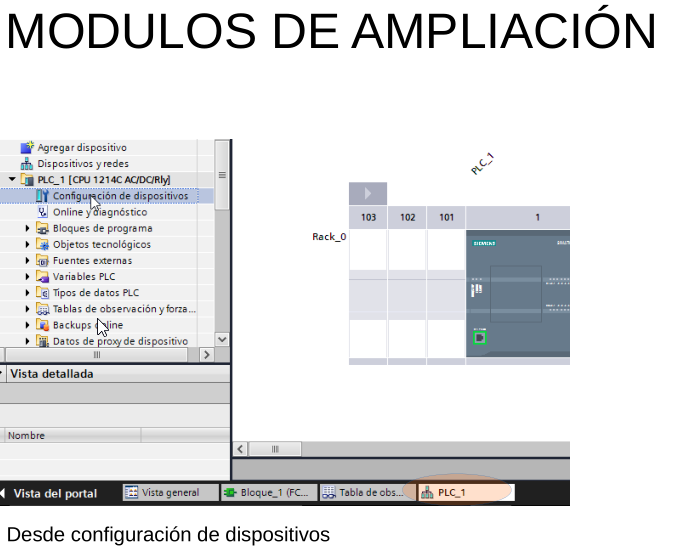 MODULOS DE AMPLIACIÓN
Agregar dispositivo
Dispositivos y redes
PLC_1 [CPU 1214C AC/DC/Rly]
Configuración de dispositivos
Online y diagnóstico
Bloques de programa
Objetos tecnológicos
Fuentes externas
Variables PLC
Tipos de datos PLC
Tablas de observación y forza...
Backups online
Datos de proxy de dispositivo
Vista detallada
Nombre
PLC_1
103 102 101 1
Rack_0
SIEMENS
Vista del portal
Vista general
Bloque_1 (FC...
Tabla de obs...
PLC_1
Desde configuración de dispositivos